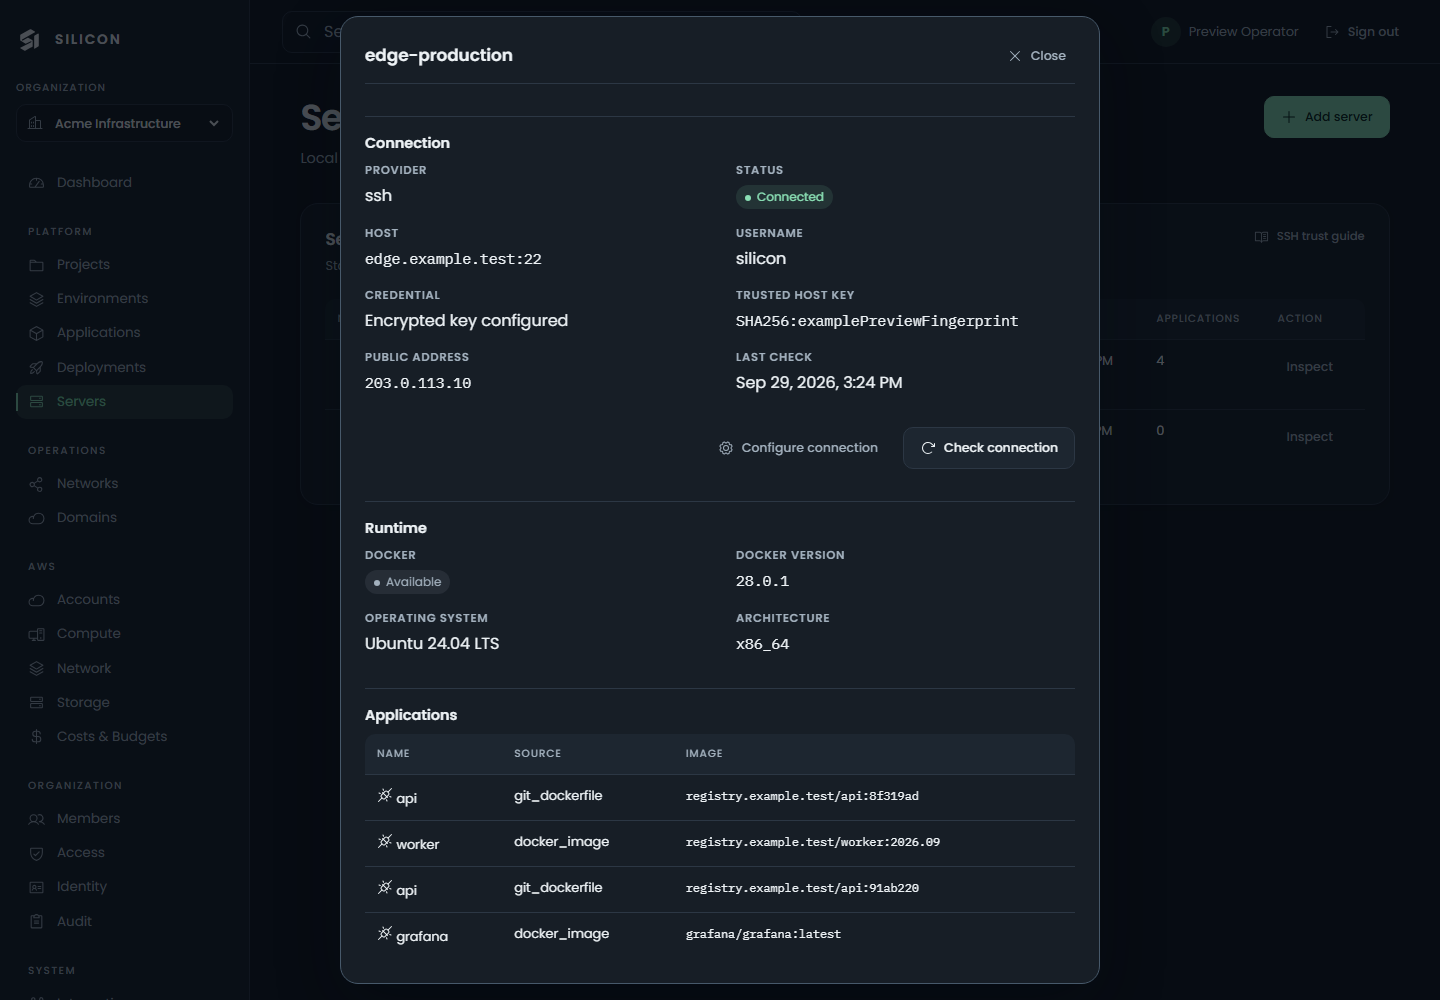 SILICON
ORGANIZATION
Acme Infrastructure
Dashboard
PLATFORM
Projects
Environments
Applications
Deployments
Servers
OPERATIONS
Networks
Domains
AWS
Accounts
Compute
Network
Storage
Costs & Budgets
ORGANIZATION
Members
Access
Identity
Audit
SYSTEM
P Preview Operator
Sign out
Se
Local
Add server
SSH trust guide
APPLICATIONS ACTION
PM 4 Inspect
PM 0 Inspect
edge-production
Close
Connection
PROVIDER STATUS
ssh Connected
HOST USERNAME
edge.example.test:22 silicon
CREDENTIAL TRUSTED HOST KEY
Encrypted key configured SHA256:examplePreviewFingerprint
PUBLIC ADDRESS LAST CHECK
203.0.113.10 Sep 29, 2026, 3:24 PM
Configure connection Check connection
Runtime
DOCKER DOCKER VERSION
Available 28.0.1
OPERATING SYSTEM ARCHITECTURE
Ubuntu 24.04 LTS x86_64
Applications
NAME SOURCE IMAGE
api git_dockerfile registry.example.test/api:8f319ad
worker docker_image registry.example.test/worker:2026.09
api git_dockerfile registry.example.test/api:91ab220
grafana docker_image grafana/grafana:latest